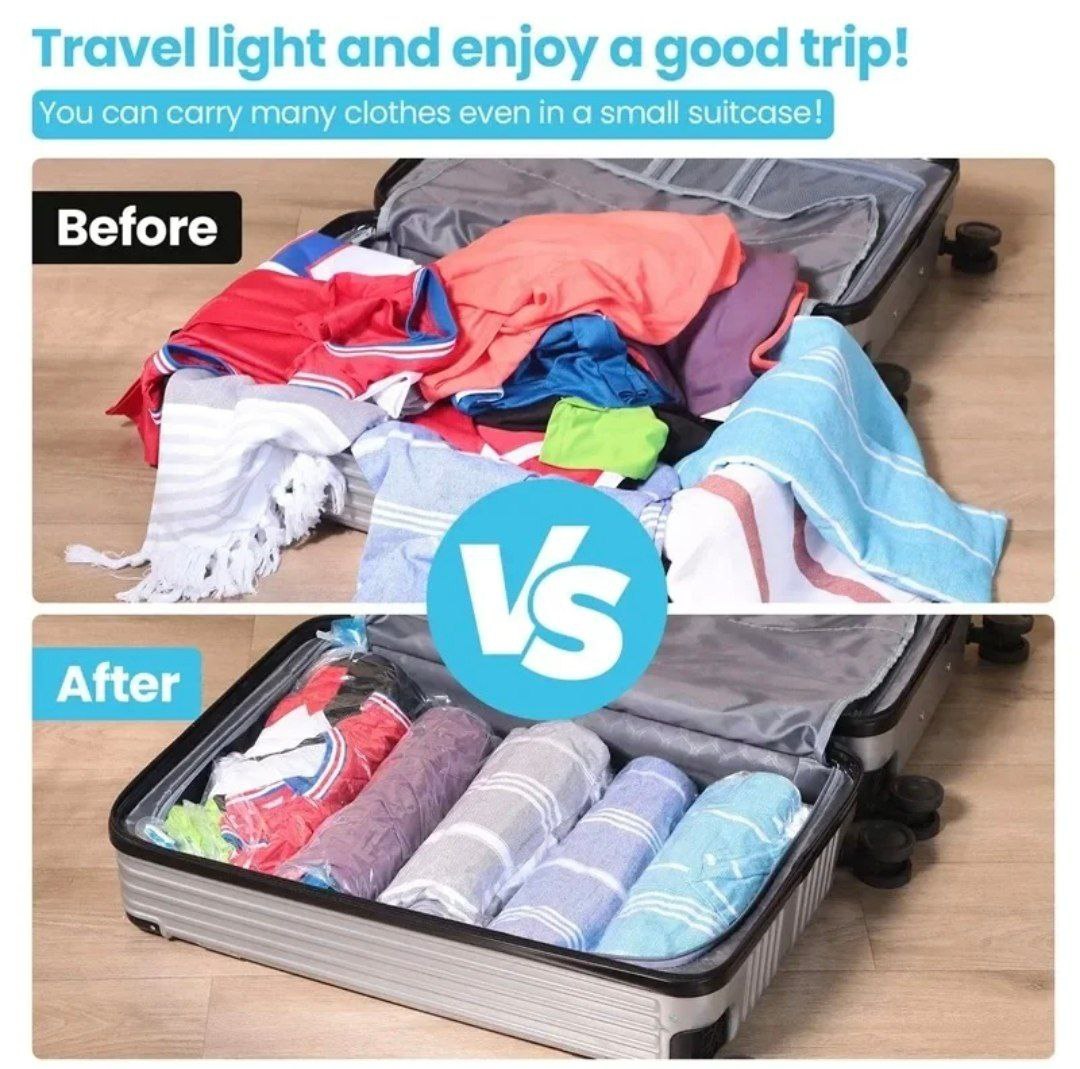 Travel light and enjoy a good trip!
You can carry many clothes even in a small suitcase!
Before
VS
After